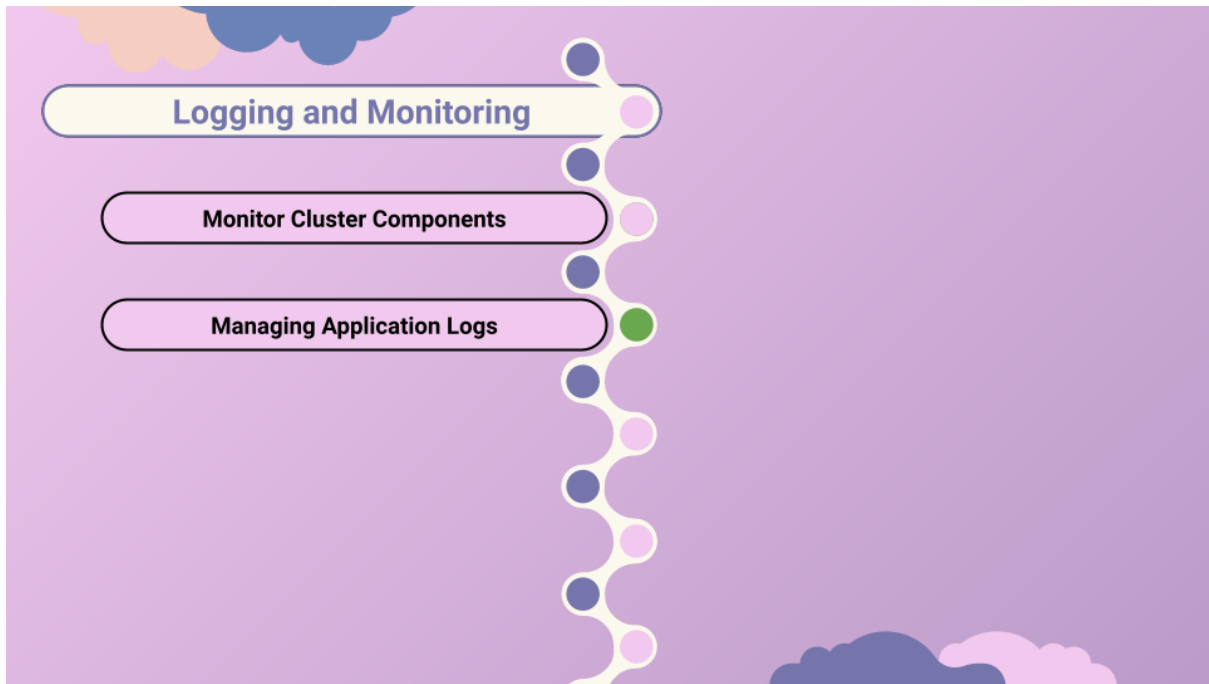 Logging and Monitoring
Monitor Cluster Components
Managing Application Logs